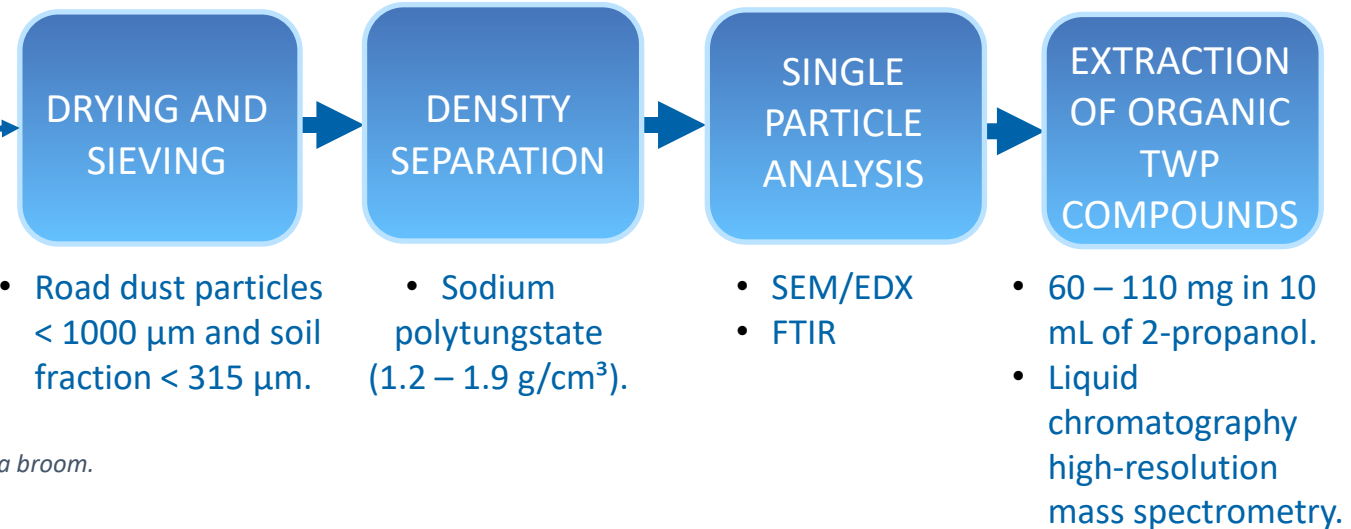 DRYING AND
SIEVING
DENSITY
SEPARATION
SINGLE
PARTICLE
ANALYSIS
EXTRACTION
OF ORGANIC
TWP
COMPOUNDS
• Road dust particles
< 1000 µm and soil
fraction < 315 µm.
• Sodium
polytungstate
(1.2 – 1.9 g/cm³).
• SEM/EDX
• FTIR
• 60 – 110 mg in 10
mL of 2-propanol.
• Liquid
chromatography
high-resolution
mass spectrometry.
a broom.